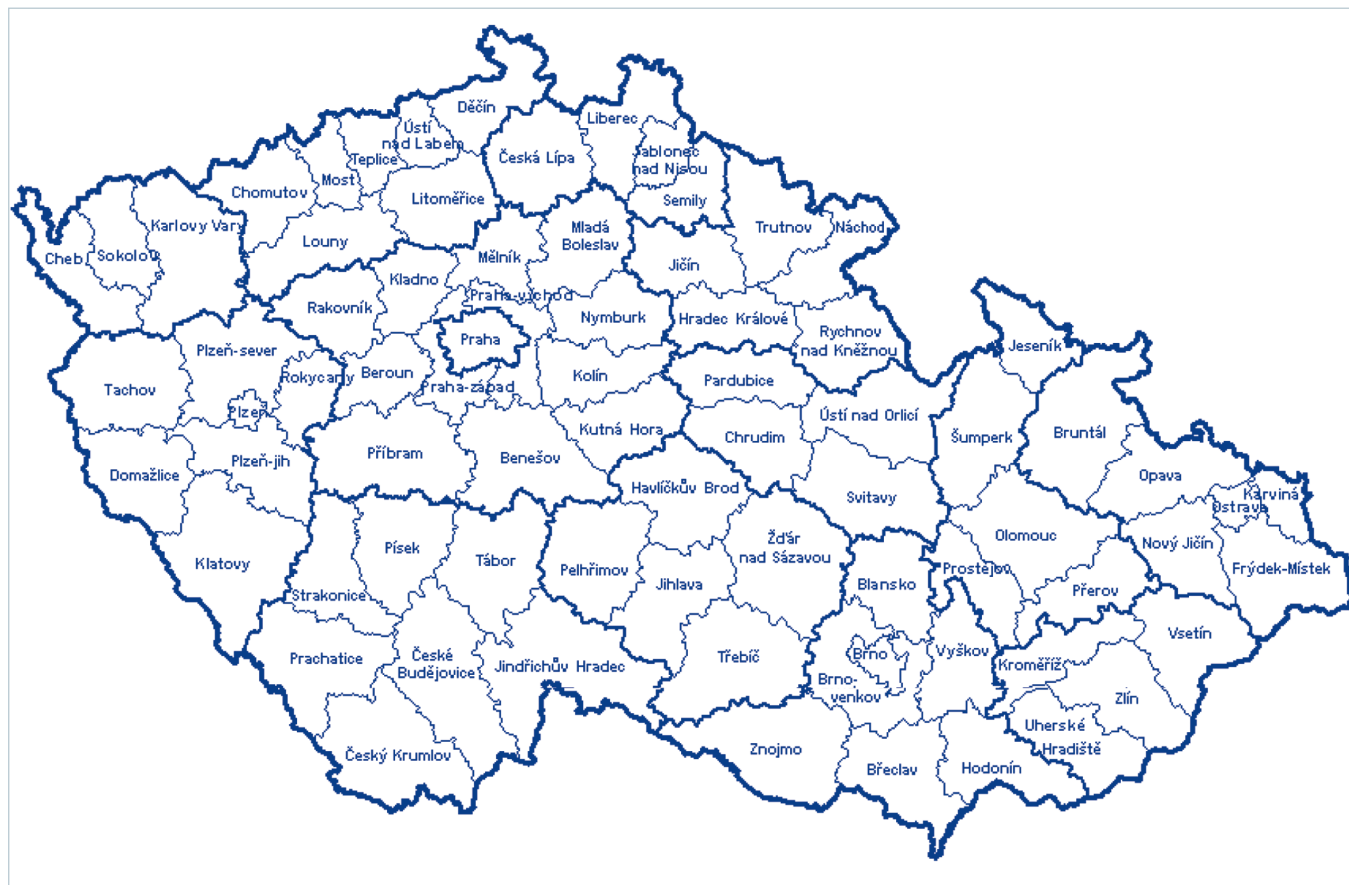 Děčín
Liberec
Ústí
nad Labem
Teplice
Česká Lípa
Jablonec
nad Nisou
Chomutov
Most
Litoměřice
Semily
Karlovy Vary
Mladá
Boleslav
Trutnov
Náchod
Cheb
Sokolov
Louny
Mělník
Jičín
Kladno
Praha-východ
Rakovník
Nymburk
Hradec Králové
Rychnov
nad Kněžnou
Praha
Plzeň-sever
Jeseník
Tachov
Rokycany
Beroun
Praha-západ
Kolín
Pardubice
Plzeň
Ústí nad Orlicí
Kutná Hora
Chrudim
Šumperk
Bruntál
Domažlice
Plzeň-jih
Příbram
Benešov
Opava
Havlíčkův Brod
Svitavy
Karviná
Ostrava
Klatovy
Písek
Tábor
Žďár
nad Sázavou
Olomouc
Nový Jičín
Pelhřimov
Jihlava
Blansko
Prostějov
Přerov
Frýdek-Místek
Strakonice
Vsetín
Prachatice
České
Budějovice
Jindřichův Hradec
Třebíč
Brno
Vyškov
Kroměříž
Brno-
venkov
Zlín
Český Krumlov
Znojmo
Břeclav
Hodonín
Uherské
Hradiště